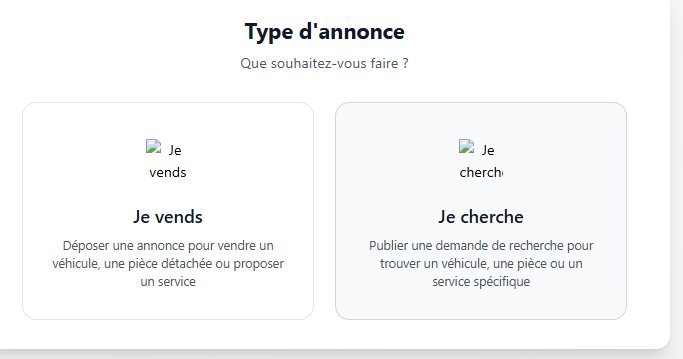 Type d'annonce
Que souhaitez-vous faire ?
Je
vends
Je vends
Déposer une annonce pour vendre un
véhicule, une pièce détachée ou proposer
un service
Je
cherche
Je cherche
Publier une demande de recherche pour
trouver un véhicule, une pièce ou un
service spécifique